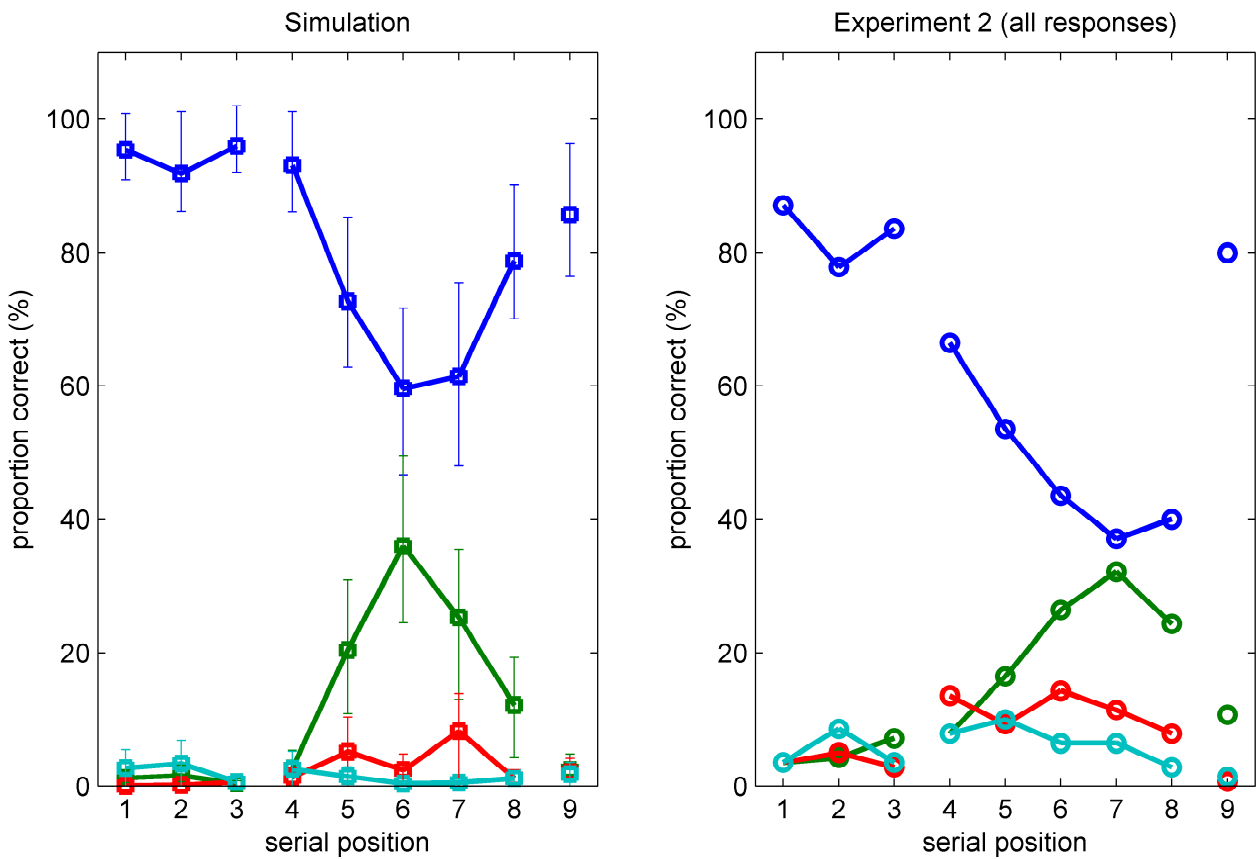 Simulation
proportion correct (%)
100
80
60
40
20
0
1 2 3 4 5 6 7 8 9
serial position
Experiment 2 (all responses)
proportion correct (%)
100
80
60
40
20
0
1 2 3 4 5 6 7 8 9
serial position